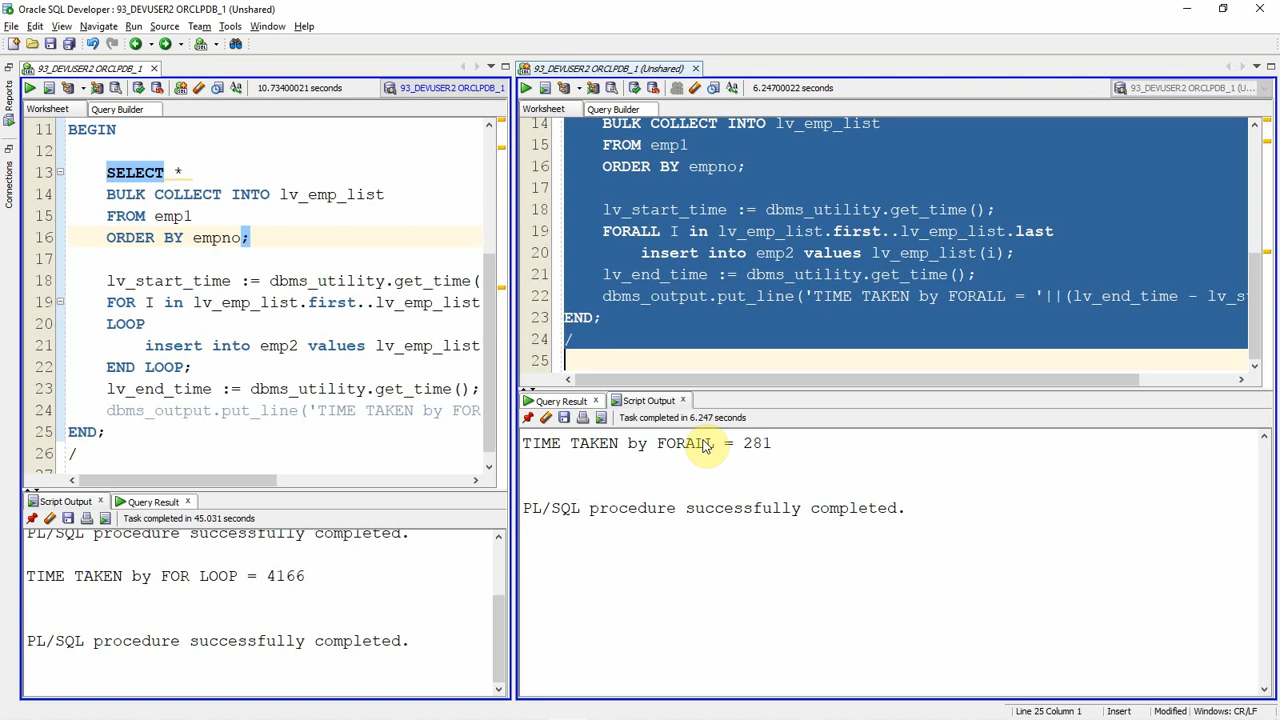 Oracle SQL Developer : 93_DEVUSER2 ORCLPDB_1 (Unshared)
File Edit View Navigate Run Source Team Tools Window Help
Reports
Connections
93_DEVUSER2 ORCLPDB_1
10.73400021 seconds
93_DEVUSER2 ORCLPDB_1
Worksheet Query Builder
11 BEGIN
12
13 SELECT *
14 BULK COLLECT INTO lv_emp_list
15 FROM emp1
16 ORDER BY empno;
17
18 lv_start_time := dbms_utility.get_time(
19 FOR I in lv_emp_list.first..lv_emp_list
20 LOOP
21 insert into emp2 values lv_emp_list
22 END LOOP;
23 lv_end_time := dbms_utility.get_time();
24 dbms_output.put_line('TIME TAKEN by FOR
25 END;
26 /
27
Script Output Query Result
Task completed in 45.031 seconds
PL/SQL procedure successfully completed.
TIME TAKEN by FOR LOOP = 4166
PL/SQL procedure successfully completed.
93_DEVUSER2 ORCLPDB_1 (Unshared)
6.24700022 seconds
93_DEVUSER2 ORCLPDB_1 (U...
Worksheet Query Builder
14 BULK COLLECT INTO lv_emp_list
15 FROM emp1
16 ORDER BY empno;
17
18 lv_start_time := dbms_utility.get_time();
19 FORALL I in lv_emp_list.first..lv_emp_list.last
20 insert into emp2 values lv_emp_list(i);
21 lv_end_time := dbms_utility.get_time();
22 dbms_output.put_line('TIME TAKEN by FORALL = '||(lv_end_time - lv_s
23 END;
24 /
25
Query Result Script Output
Task completed in 6.247 seconds
TIME TAKEN by FORALL = 281
PL/SQL procedure successfully completed.
Line 25 Column 1 Insert Modified Windows: CR/LF